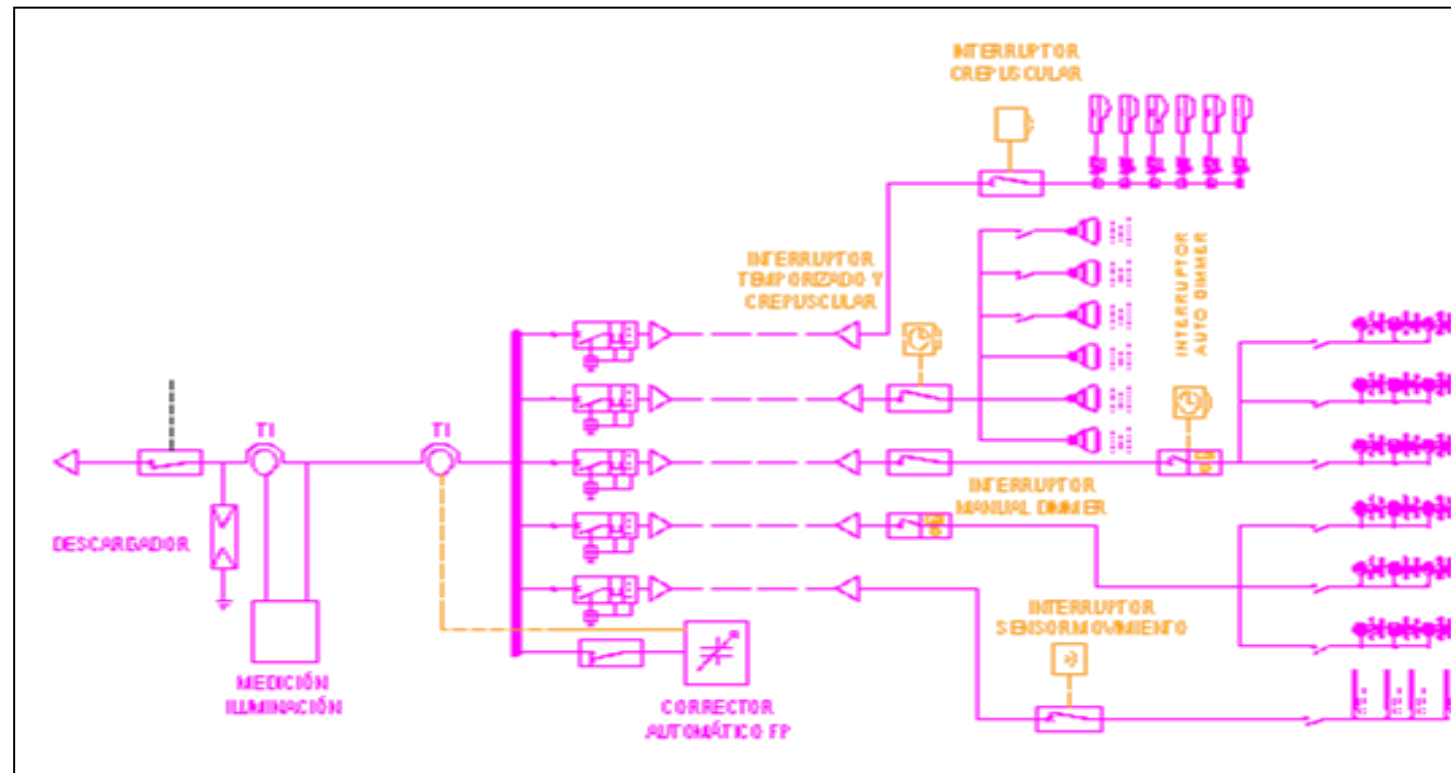 INTERRUPTOR
CREPUSCULAR
INTERRUPTOR
TEMPORIZADO Y
CREPUSCULAR
INTERRUPTOR
AUTO DIMMER
TI
TI
INTERRUPTOR
MANUAL DIMMER
DESCARGADOR
INTERRUPTOR
SENSOR MOVIMIENTO
MEDICIÓN
ILUMINACIÓN
CORRECTOR
AUTOMÁTICO FP